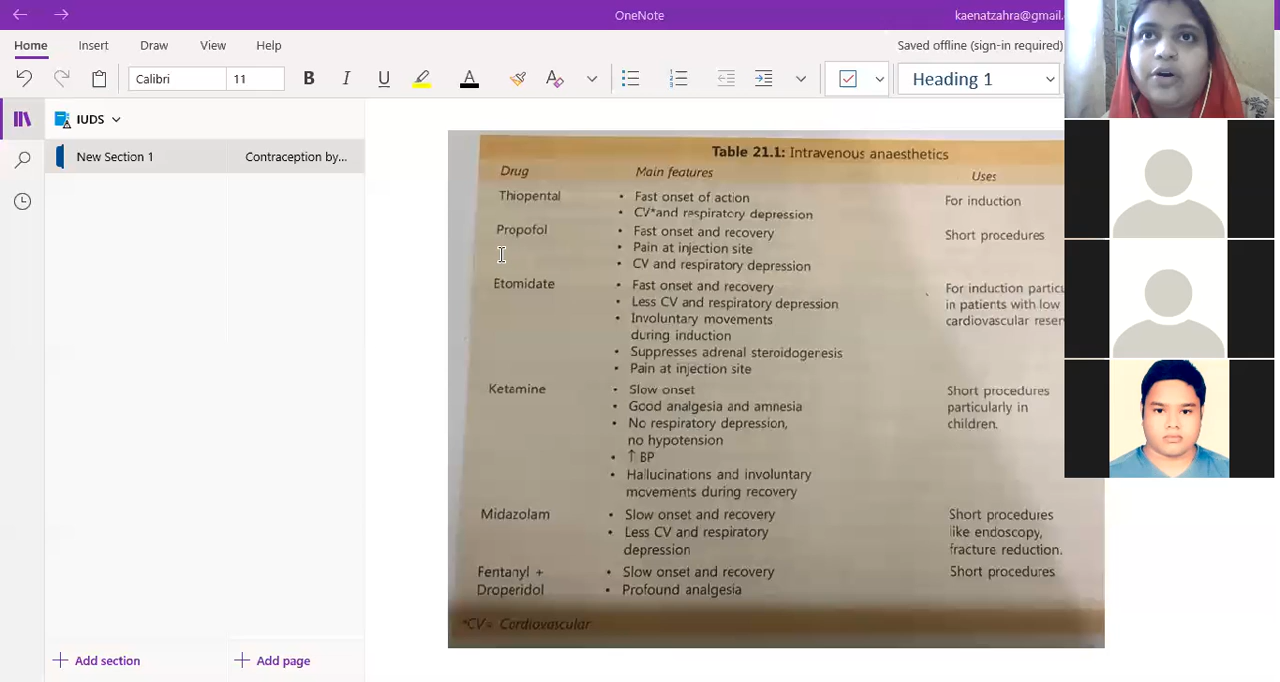 OneNote
kaenatzahra@gmail.
Home Insert Draw View Help
Saved offline (sign-in required)
Calibri 11 B I U A Heading 1
IUDS
New Section 1 Contraception by...
Table 21.1: Intravenous anaesthetics
Drug Main features Uses
Thiopental • Fast onset of action For induction
• CV*and respiratory depression
Propofol • Fast onset and recovery Short procedures
• Pain at injection site
• CV and respiratory depression
Etomidate • Fast onset and recovery For induction particu
• Less CV and respiratory depression in patients with low
• Involuntary movements cardiovascular reser
during induction
• Suppresses adrenal steroidogenesis
• Pain at injection site
Ketamine • Slow onset Short procedures
• Good analgesia and amnesia particularly in
• No respiratory depression, children.
no hypotension
• ↑ BP
• Hallucinations and involuntary
movements during recovery
Midazolam • Slow onset and recovery Short procedures
• Less CV and respiratory like endoscopy,
depression fracture reduction.
Fentanyl + • Slow onset and recovery Short procedures
Droperidol • Profound analgesia
*CV= Cardiovascular
+ Add section + Add page